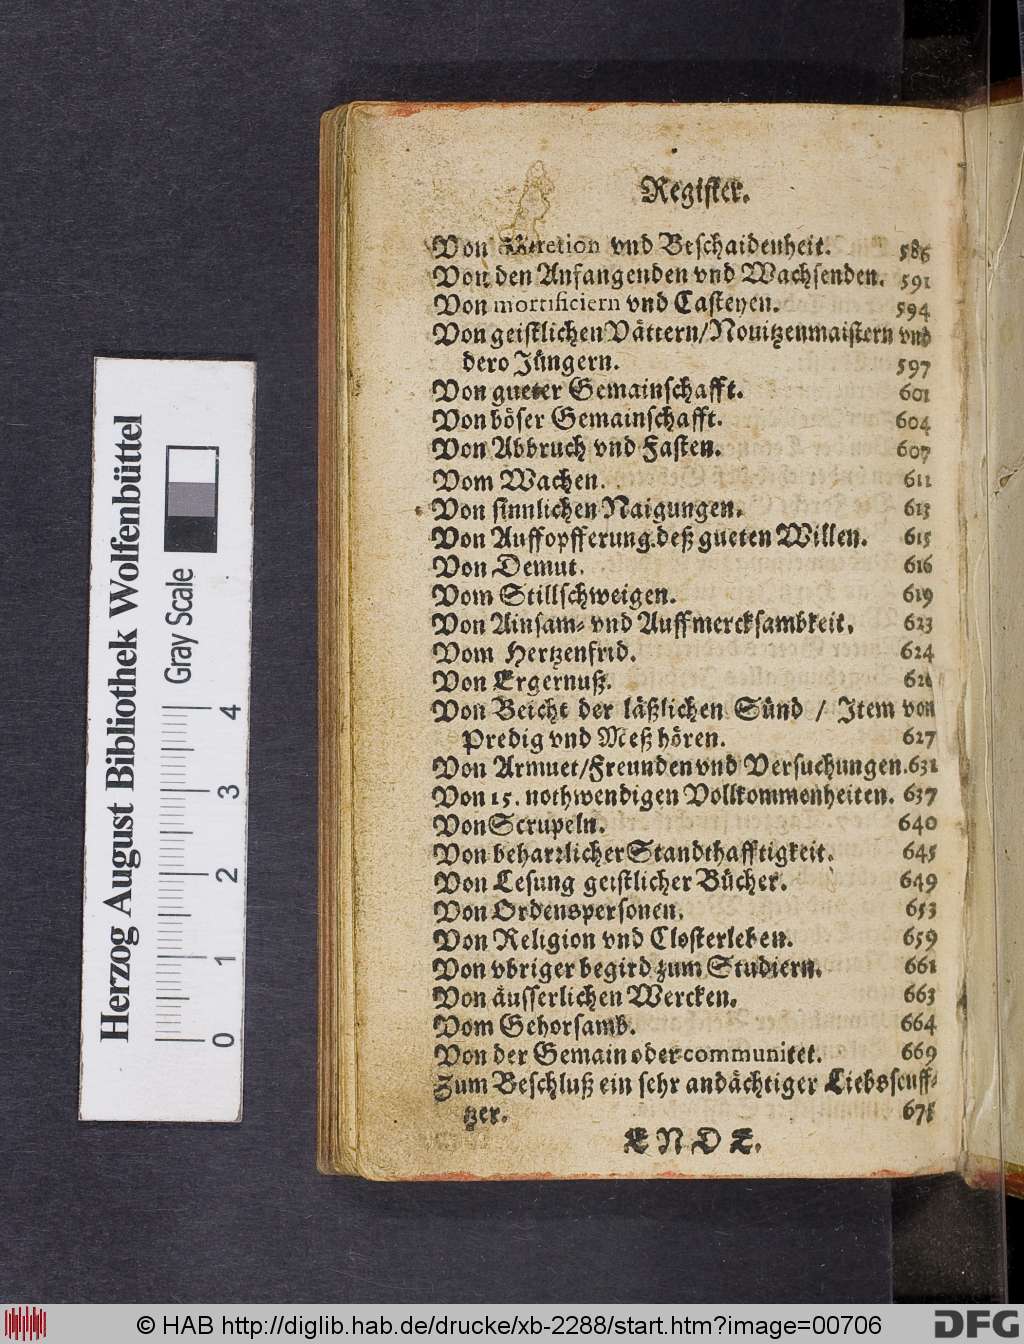 Register.
Von vnd Beschaidenheit. 586
Von den Anfangenden vnd Wachsenden. 591
Von mortificiern vnd Casteyen. 594
Von geistlichen Vättern/Nouitzenmaistern vnd
dero Jüngern. 597
Von gueter Gemainschafft. 601
Von böser Gemainschafft. 604
Von Abbruch vnd Fasten. 607
Vom Wachen. 611
Von sinnlichen Naigungen. 613
Von Auffopfferung deß gueten Willen. 615
Von Demut. 616
Vom Stillschweigen. 619
Von Ainsam- vnd Auffmercksambkeit. 623
Vom Hertzenfrid. 624
Von Ergernuß.
Von Beicht der läßlichen Sünd / Item von
Predig vnd Meß hören. 627
Von Armuet/Freunden vnd Versuchungen. 631
Von 15. nothwendigen Vollkommenheiten. 637
Von Scrupeln. 640
Von beharrlicher Standthafftigkeit. 645
Von Lesung geistlicher Bücher. 649
Von Ordenspersonen. 653
Von Religion vnd Closterleben. 659
Von vbriger begird zum Studiern. 661
Von äusserlichen Wercken. 663
Vom Gehorsamb. 664
Von der Gemain oder communitet. 669
Zum Beschluß ein sehr andächtiger Liebsseuff-
tzer. 671
ENDE.
Herzog August Bibliothek Wolfenbüttel
Gray Scale
0 1 2 3 4
© HAB http://diglib.hab.de/drucke/xb-2288/start.htm?image=00706
DFG